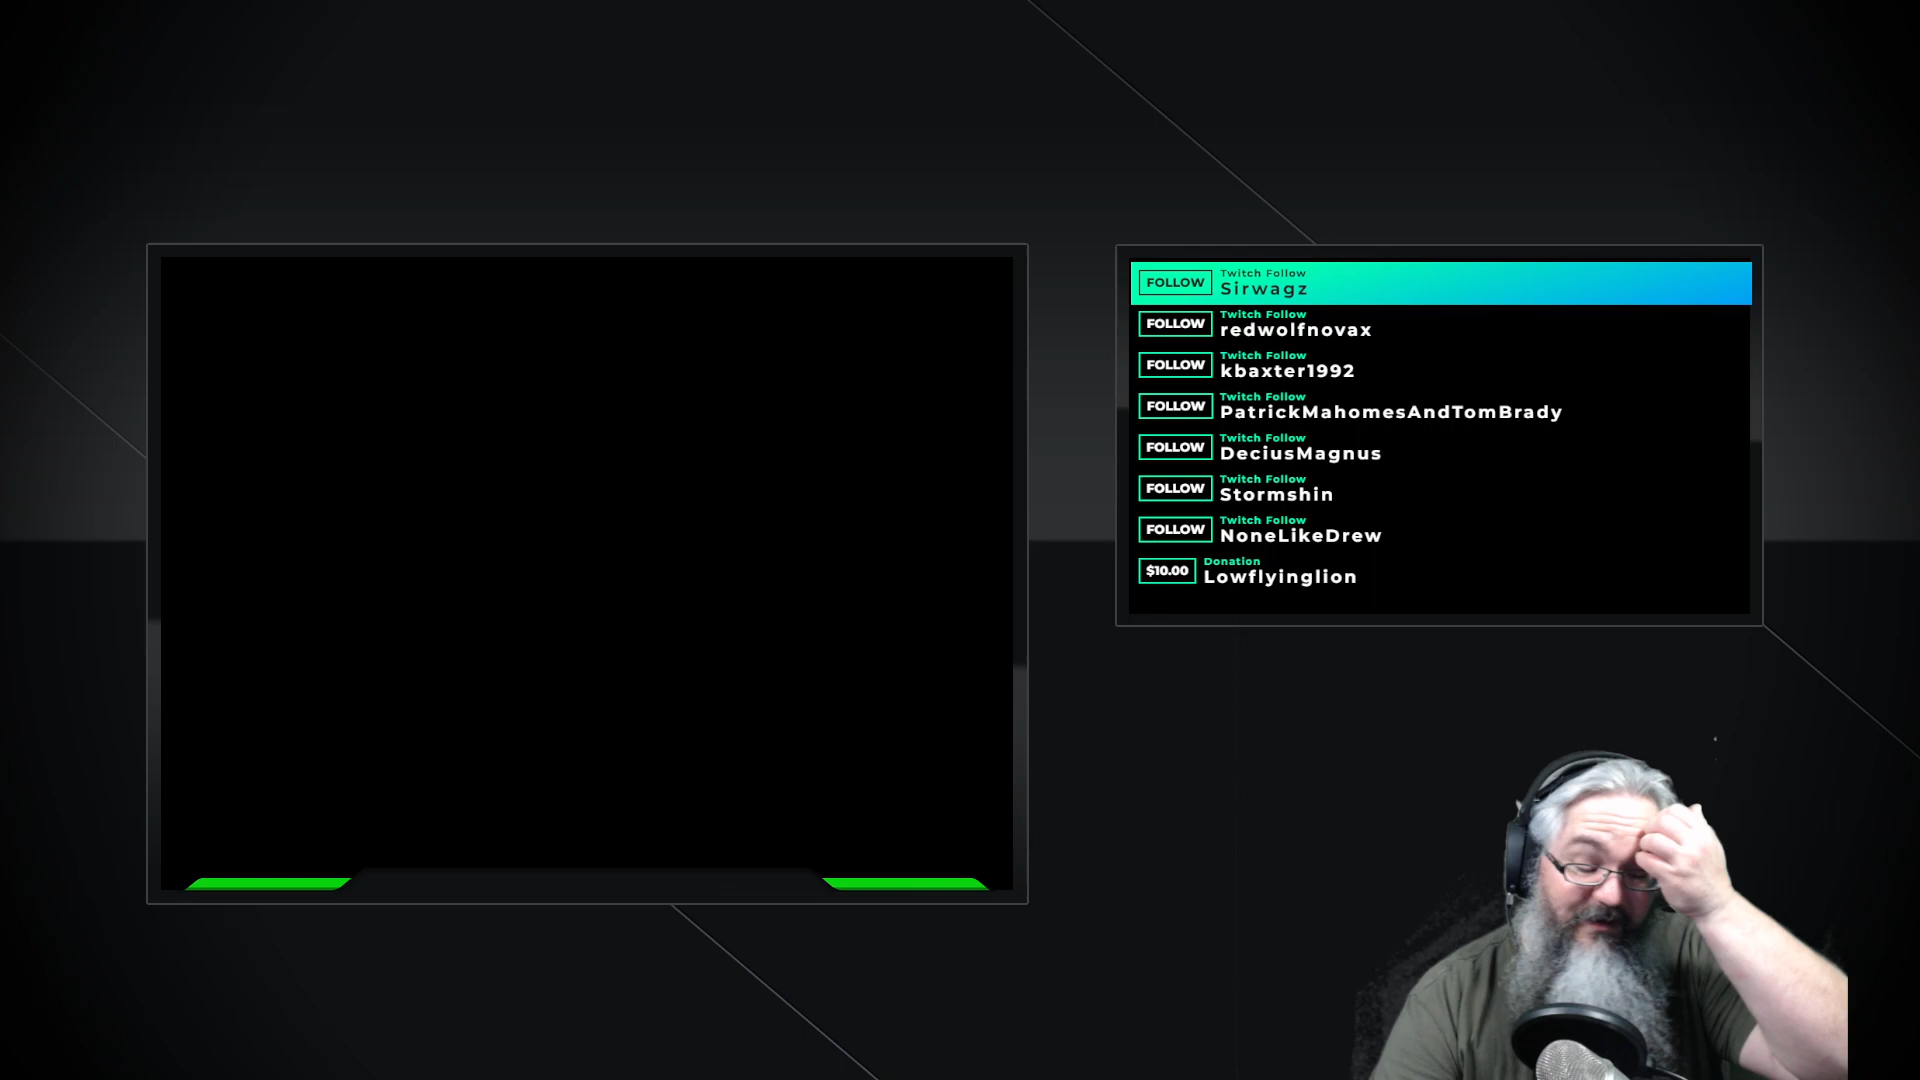 FOLLOW
Twitch Follow
Sirwagz
FOLLOW
Twitch Follow
redwolfnovax
FOLLOW
Twitch Follow
kbaxter1992
FOLLOW
Twitch Follow
PatrickMahomesAndTomBrady
FOLLOW
Twitch Follow
DeciusMagnus
FOLLOW
Twitch Follow
Stormshin
FOLLOW
Twitch Follow
NoneLikeDrew
$10.00
Donation
Lowflyinglion